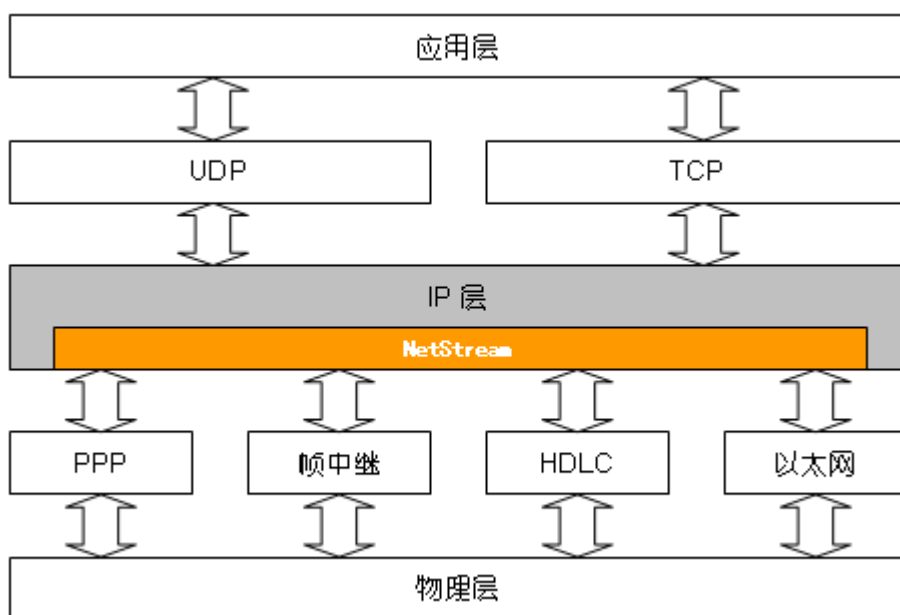 应用层
UDP
TCP
IP 层
NetStream
PPP
帧中继
HDLC
以太网
物理层